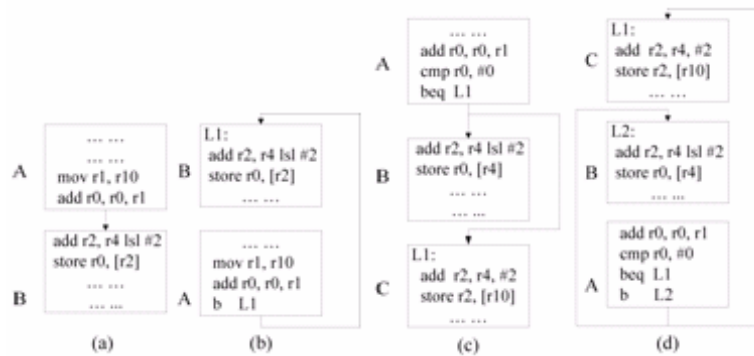 A
... ...
... ...
mov r1, r10
add r0, r0, r1
B
add r2, r4 lsl #2
store r0, [r2]
... ...
... ...
(a)
B
L1:
add r2, r4 lsl #2
store r0, [r2]
... ...
A
... ...
mov r1, r10
add r0, r0, r1
b L1
(b)
A
... ...
add r0, r0, r1
cmp r0, #0
beq L1
B
add r2, r4 lsl #2
store r0, [r4]
... ...
... ...
C
L1:
add r2, r4, #2
store r2, [r10]
... ...
(c)
C
L1:
add r2, r4, #2
store r2, [r10]
... ...
B
L2:
add r2, r4 lsl #2
store r0, [r4]
... ...
A
add r0, r0, r1
cmp r0, #0
beq L1
b L2
(d)